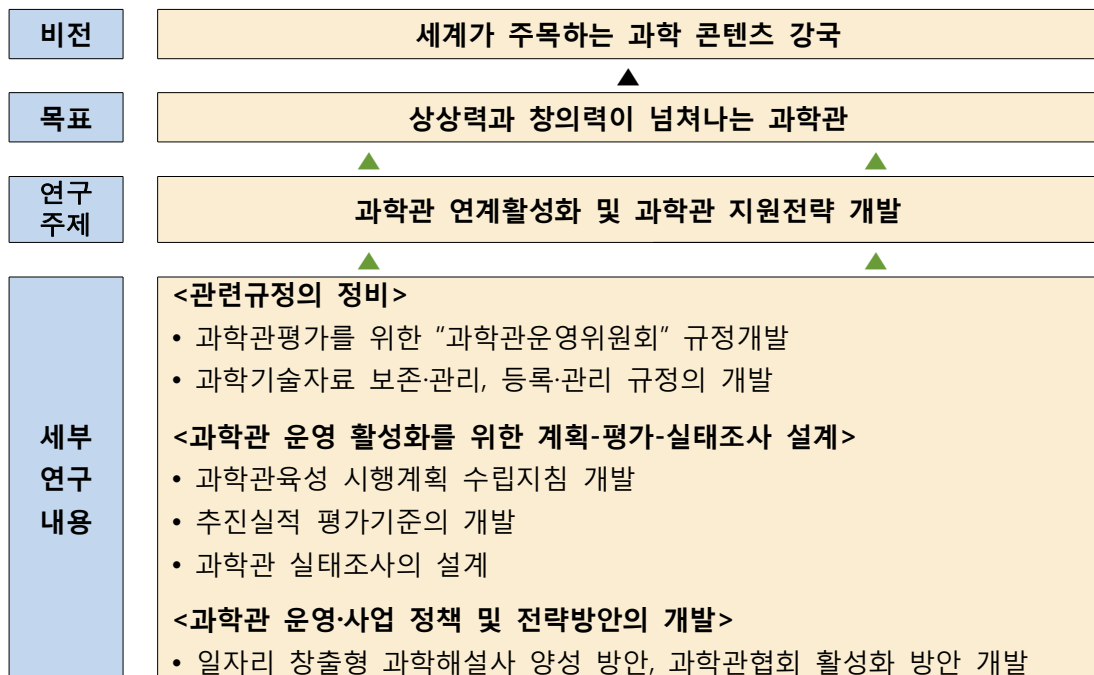 비전
세계가 주목하는 과학 콘텐츠 강국
목표
상상력과 창의력이 넘쳐나는 과학관
연구
주제
과학관 연계활성화 및 과학관 지원전략 개발
세부
연구
내용
<관련규정의 정비>
• 과학관평가를 위한 "과학관운영위원회" 규정개발
• 과학기술자료 보존·관리, 등록·관리 규정의 개발
<과학관 운영 활성화를 위한 계획-평가-실태조사 설계>
• 과학관육성 시행계획 수립지침 개발
• 추진실적 평가기준의 개발
• 과학관 실태조사의 설계
<과학관 운영·사업 정책 및 전략방안의 개발>
• 일자리 창출형 과학해설사 양성 방안, 과학관협회 활성화 방안 개발